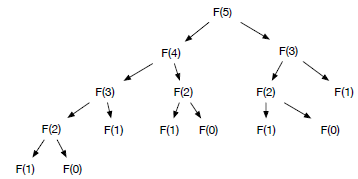 F(5)
F(4) F(3)
F(3) F(2) F(2) F(1)
F(2) F(1) F(1) F(0) F(1) F(0)
F(1) F(0)